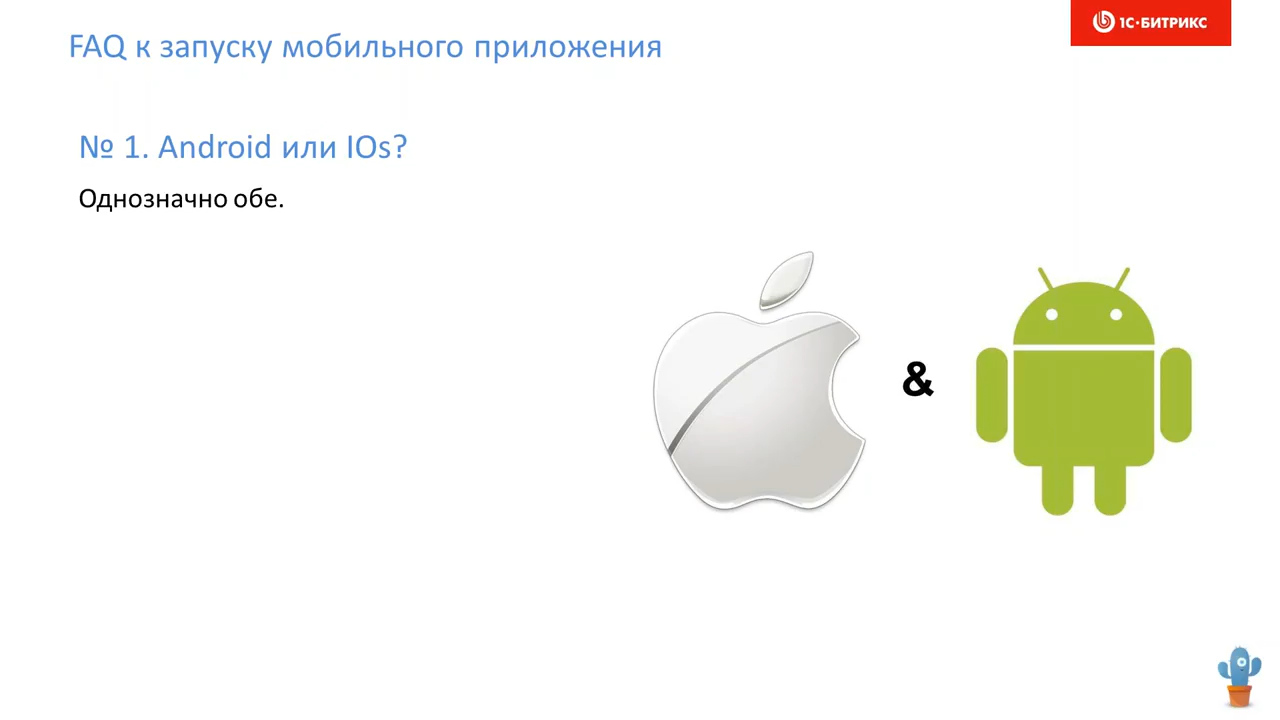 FAQ к запуску мобильного приложения
1С·БИТРИКС
№ 1. Android или IOs?
Однозначно обе.
&